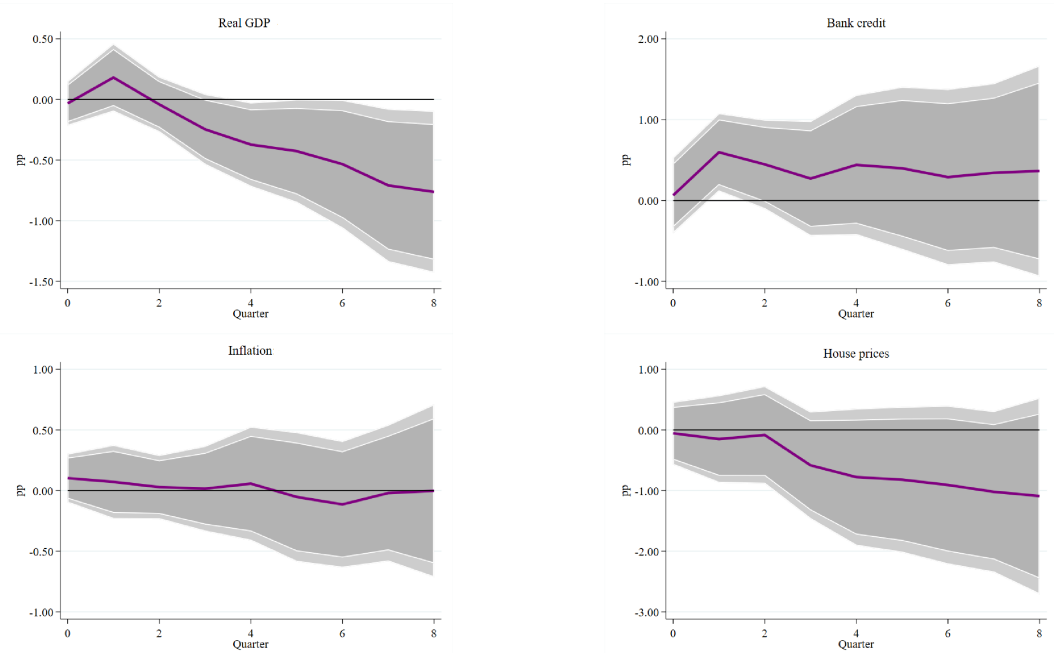 Real GDP
0.50
0.00
-0.50
-1.00
-1.50
pp
0 2 4 6 8
Quarter
Bank credit
2.00
1.00
0.00
-1.00
pp
0 2 4 6 8
Quarter
Inflation
1.00
0.50
0.00
-0.50
-1.00
pp
0 2 4 6 8
Quarter
House prices
1.00
0.00
-1.00
-2.00
-3.00
pp
0 2 4 6 8
Quarter